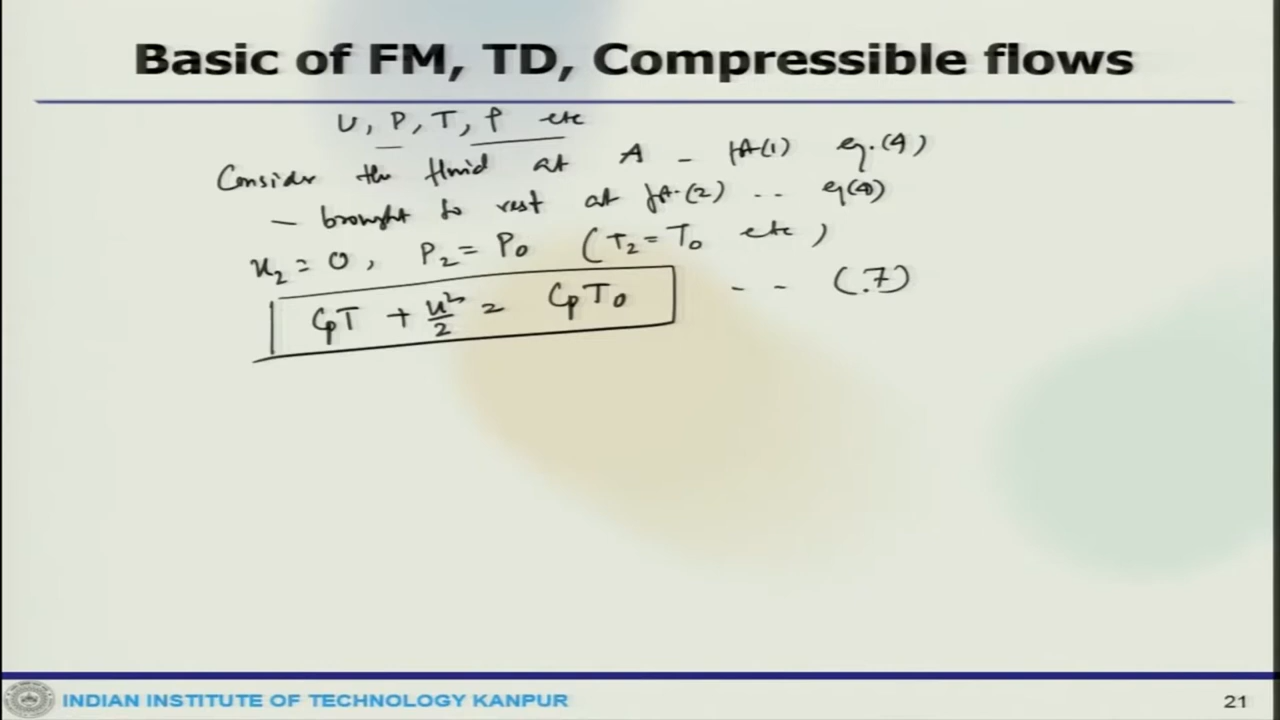 Basic of FM, TD, Compressible flows
U, P, T, ρ etc
Consider the fluid at A - pt(1) eq.(4)
- brought to rest at pt.(2) .. eq(4)
u₂ = 0, P₂ = P₀ (T₂ = T₀ etc)
CpT + u²/2 = CpT₀ - - (.7)
INDIAN INSTITUTE OF TECHNOLOGY KANPUR
21